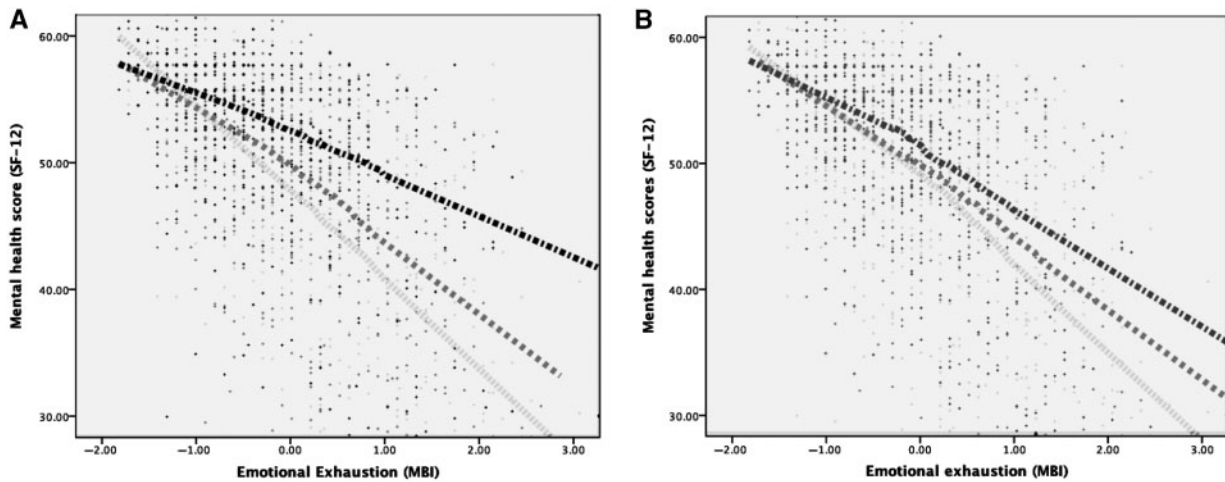 A
60.00
50.00
40.00
30.00
Mental health score (SF-12)
−2.00 −1.00 0.00 1.00 2.00 3.00
Emotional Exhaustion (MBI)
B
60.00
50.00
40.00
30.00
Mental health scores (SF-12)
−2.00 −1.00 0.00 1.00 2.00 3.00
Emotional exhaustion (MBI)